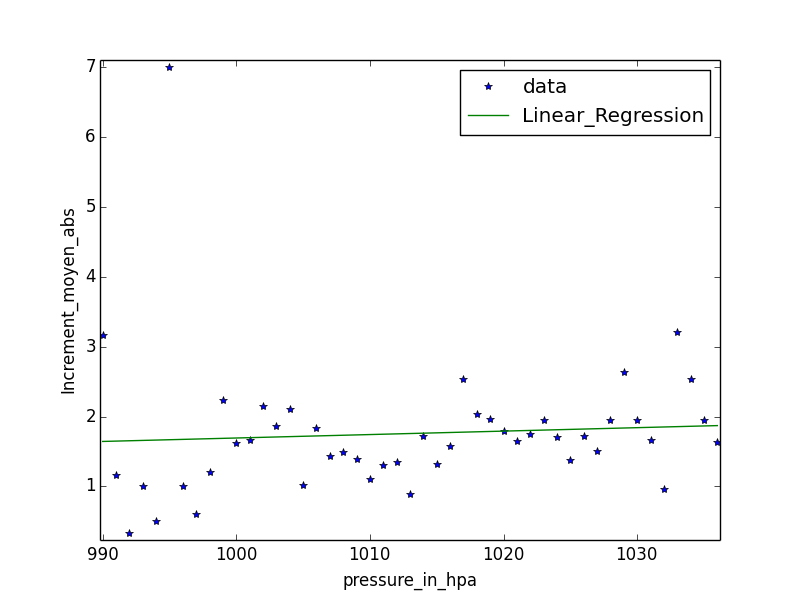 data
Linear_Regression
7
6
5
4
3
2
1
Increment_moyen_abs
990 1000 1010 1020 1030
pressure_in_hpa